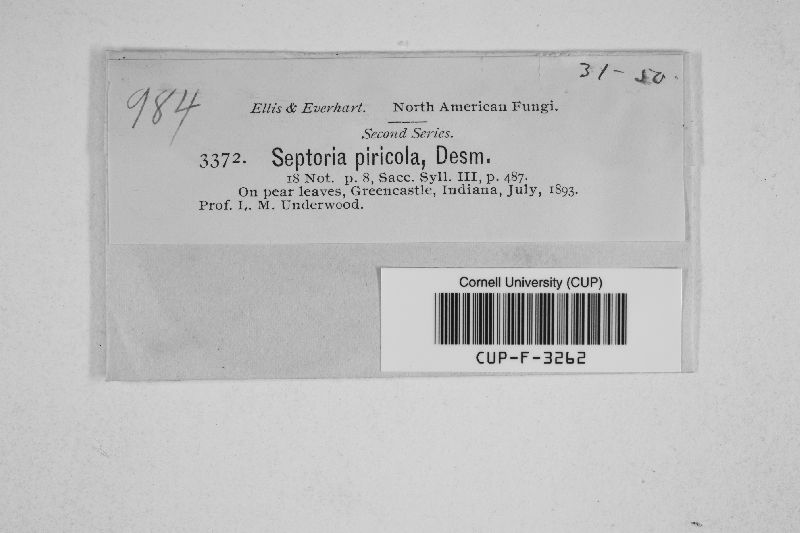 984
31-50.
Ellis & Everhart. North American Fungi.
Second Series.
3372. Septoria piricola, Desm.
18 Not. p. 8, Sacc. Syll. III, p. 487.
On pear leaves, Greencastle, Indiana, July, 1893.
Prof. L. M. Underwood.
Cornell University (CUP)
CUP-F-3262